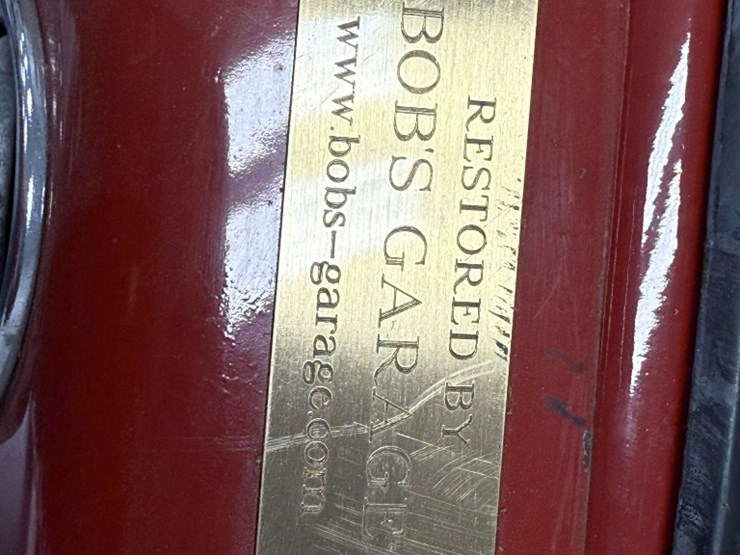 RESTORED BY
BOB'S GARAGE
www.bobs-garage.com